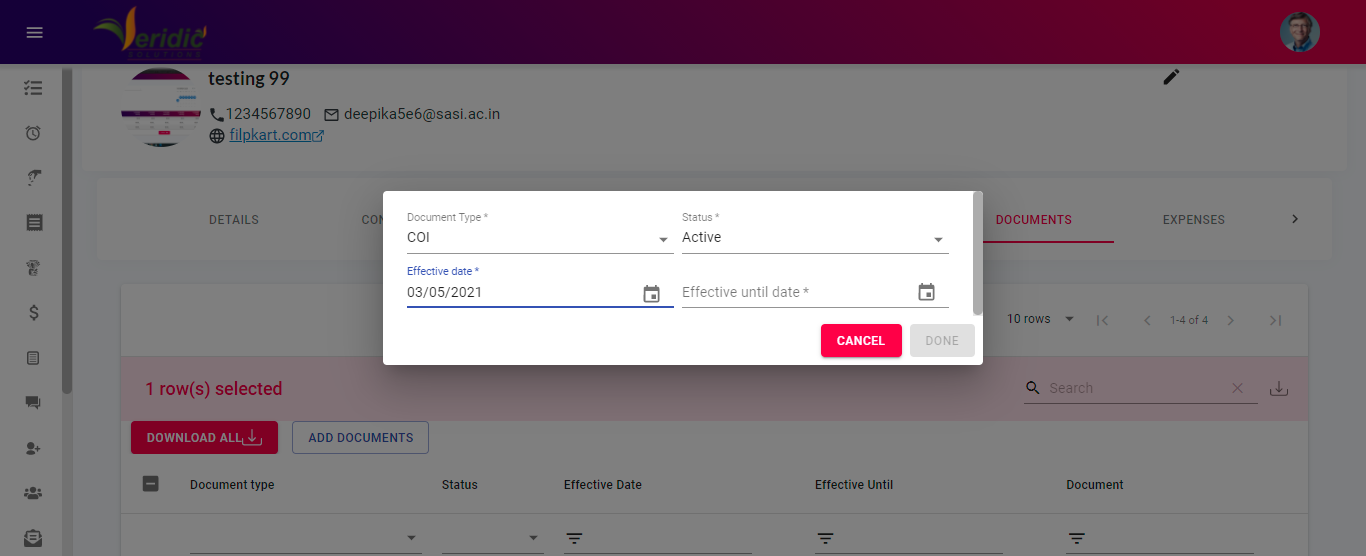 eridic
SOLUTIONS
testing 99
1234567890 deepika5e6@sasi.ac.in
filpkart.com
DETAILS CON DOCUMENTS EXPENSES
Document Type * Status *
COI Active
Effective date *
03/05/2021 Effective until date *
10 rows 1-4 of 4
CANCEL DONE
1 row(s) selected Search
DOWNLOAD ALL ADD DOCUMENTS
Document type Status Effective Date Effective Until Document